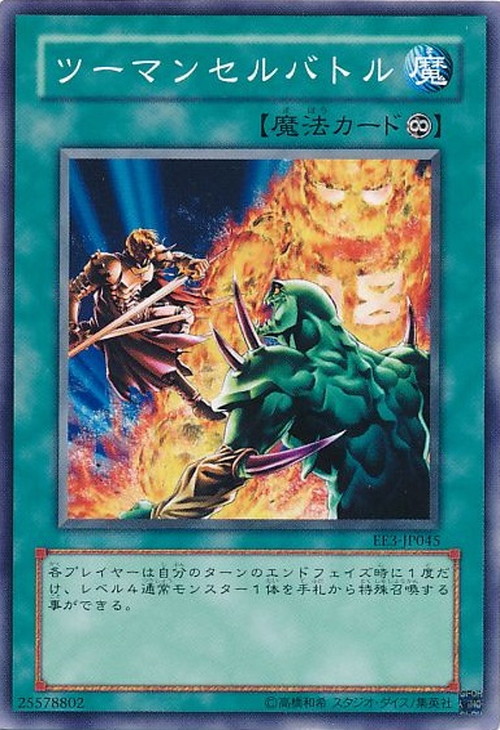 ツーマンセルバトル 魔
【魔法カード】
EE3-JP045
各プレイヤーは自分のターンのエンドフェイズ時に1度だ
け、レベル4通常モンスター1体を手札から特殊召喚する
事ができる。
25578802
©高橋和希 スタジオ・ダイス/集英社